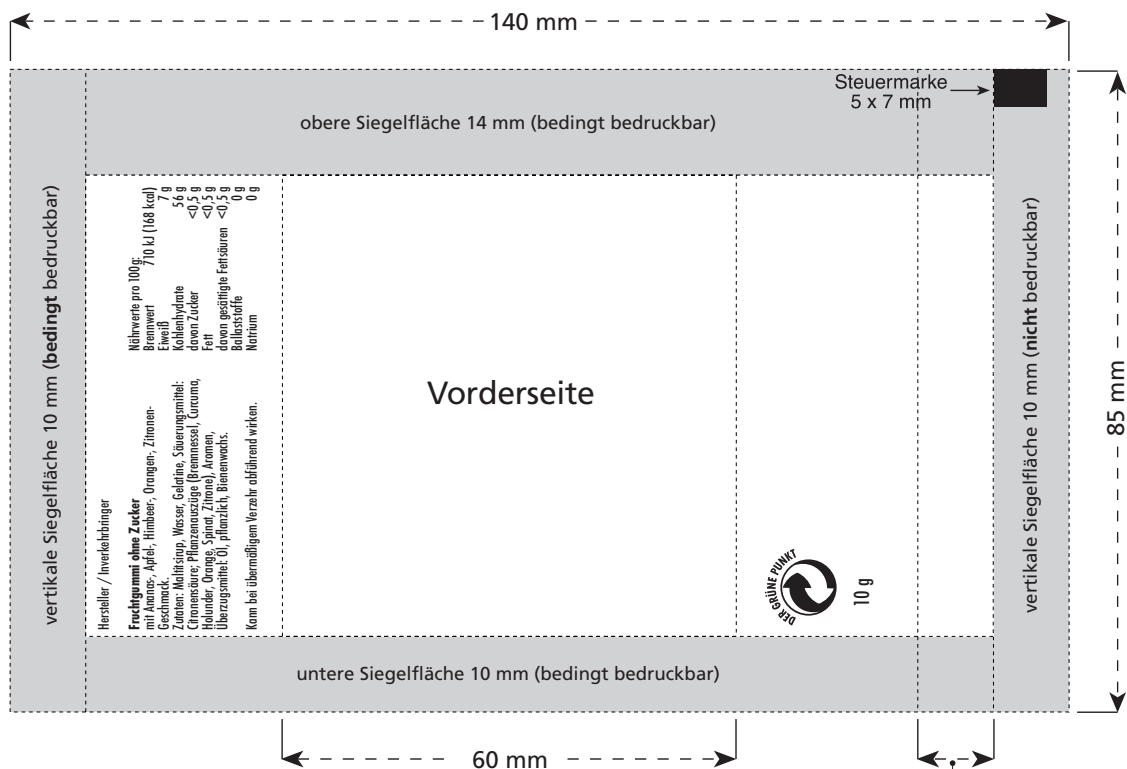 140 mm
Steuermarke
5 x 7 mm
obere Siegelfläche 14 mm (bedingt bedruckbar)
vertikale Siegelfläche 10 mm (bedingt bedruckbar)
Hersteller / Inverkehrbringer
Fruchtgummi ohne Zucker
mit Ananas-, Apfel-, Himbeer-, Orangen-, Zitronen-
Geschmack.
Zutaten: Maltitsirup, Wasser, Gelatine, Säuerungsmittel:
Citronensäure; Pflanzenauszüge (Brennnessel, Curcuma,
Holunder, Orange, Spinat, Zitrone), Aromen,
Überzugsmittel: Öl, pflanzlich, Bienenwachs.
Kann bei übermäßigem Verzehr abführend wirken.
Nährwerte pro 100g:
Brennwert 710 kJ (168 kcal)
Eiweiß 7 g
Kohlenhydrate 56 g
davon Zucker <0,5 g
Fett <0,5 g
davon gesättigte Fettsäuren <0,5 g
Ballaststoffe 0 g
Natrium 0 g
Vorderseite
DER GRÜNE PUNKT
10 g
vertikale Siegelfläche 10 mm (nicht bedruckbar)
85 mm
untere Siegelfläche 10 mm (bedingt bedruckbar)
60 mm